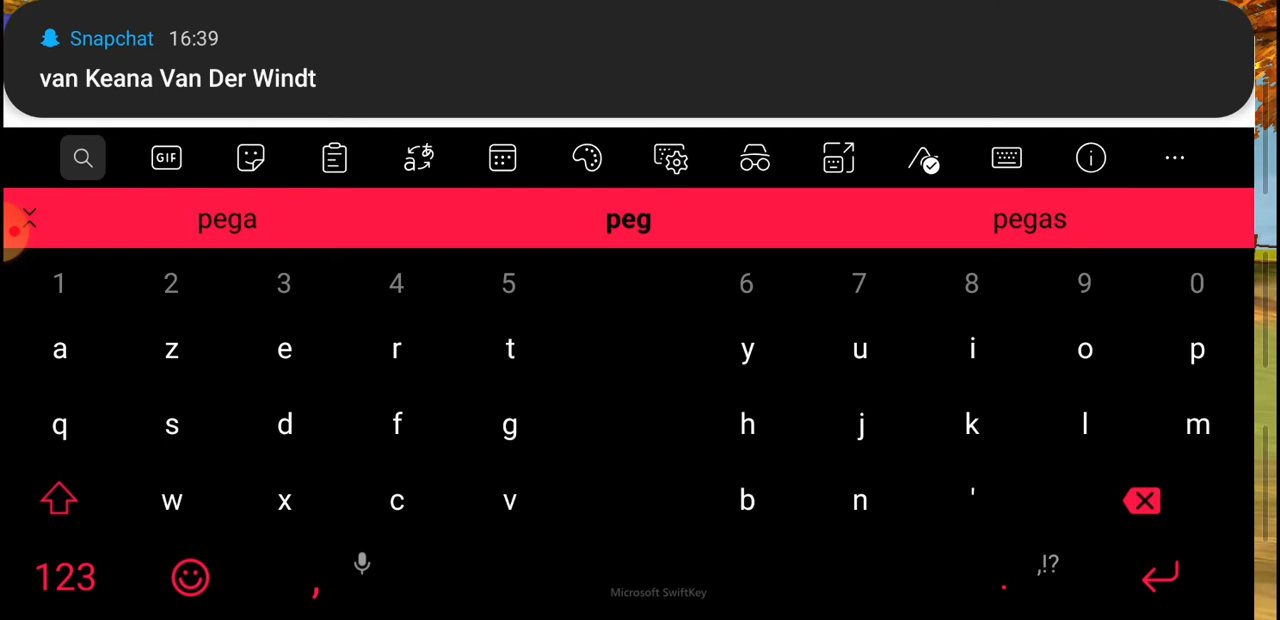 Snapchat 16:39
van Keana Van Der Windt
GIF
pega peg pegas
1 2 3 4 5 6 7 8 9 0
a z e r t y u i o p
q s d f g h j k l m
w x c v b n '
123 , Microsoft SwiftKey . ,!?